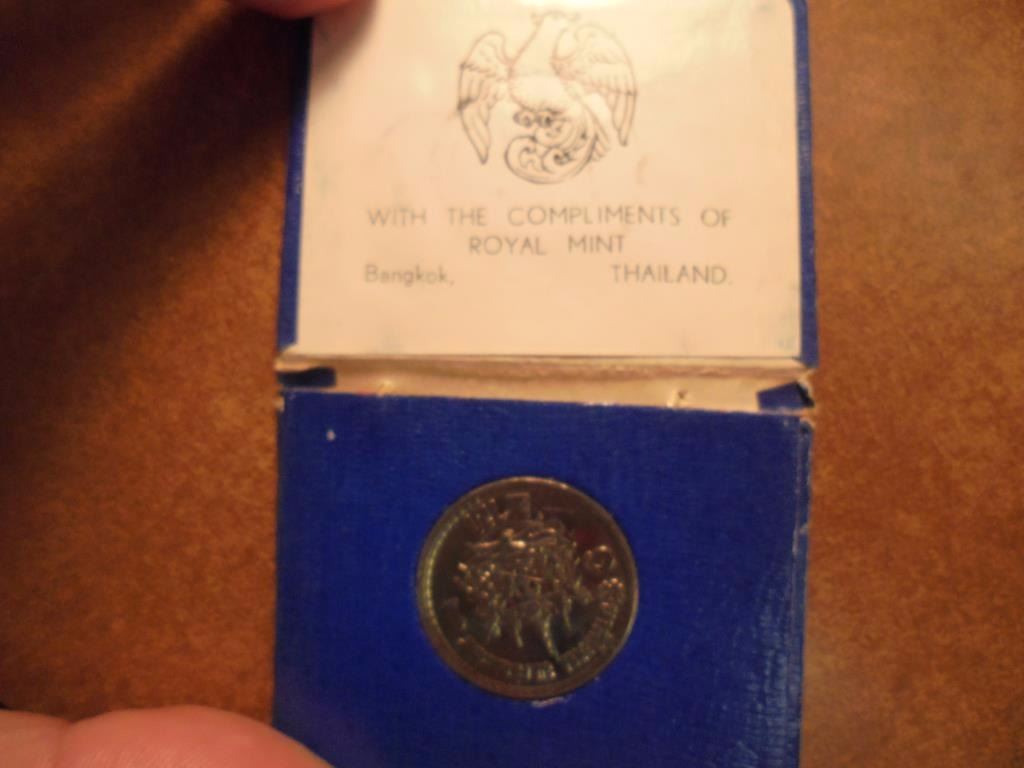 WITH THE COMPLIMENTS OF
ROYAL MINT
Bangkok, THAILAND.